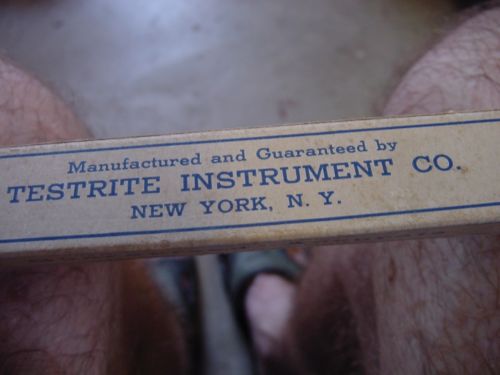 Manufactured and Guaranteed by
TESTRITE INSTRUMENT CO.
NEW YORK, N. Y.